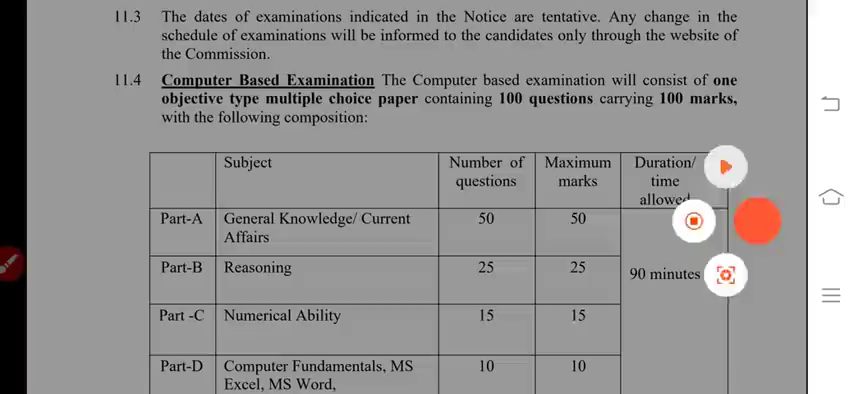 11.3 The dates of examinations indicated in the Notice are tentative. Any change in the
schedule of examinations will be informed to the candidates only through the website of
the Commission.
11.4 Computer Based Examination The Computer based examination will consist of one
objective type multiple choice paper containing 100 questions carrying 100 marks,
with the following composition:
Subject Number of Maximum Duration/
questions marks time
allowed
Part-A General Knowledge/ Current 50 50
Affairs
Part-B Reasoning 25 25 90 minutes
Part -C Numerical Ability 15 15
Part-D Computer Fundamentals, MS 10 10
Excel, MS Word,